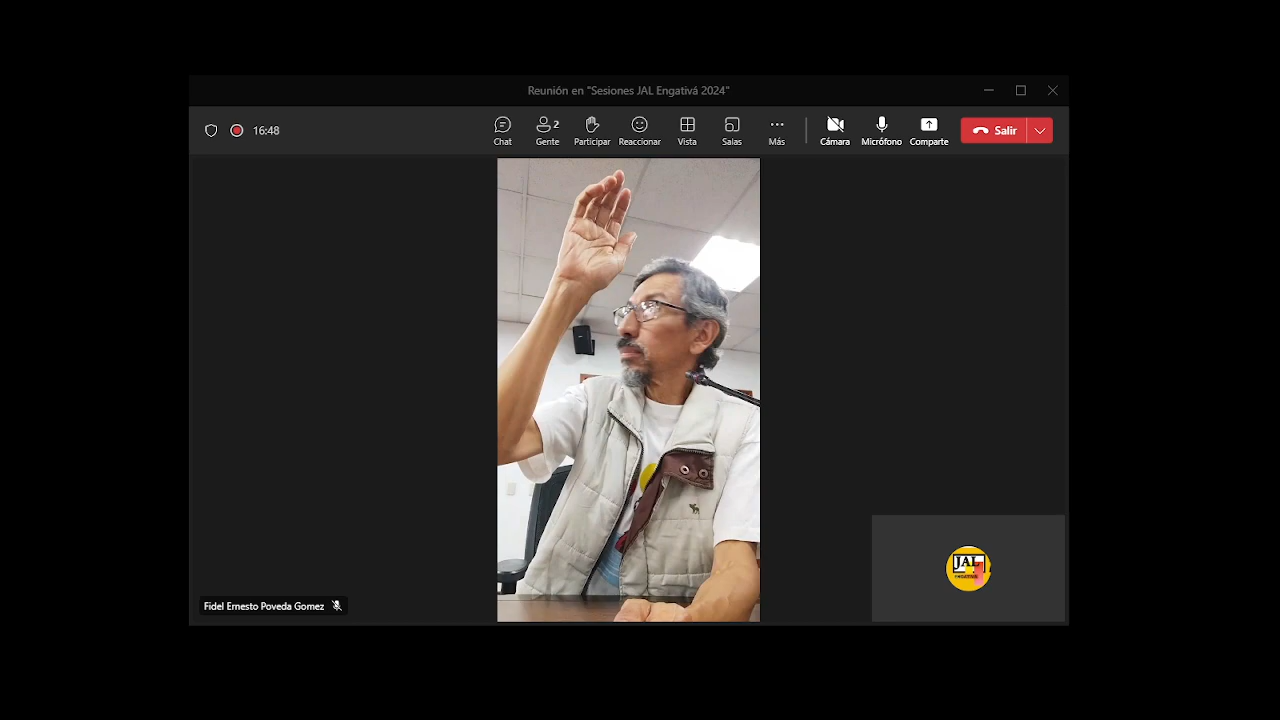 Reunión en "Sesiones JAL Engativá 2024"
16:48
Chat
2
Gente
Participar
Reaccionar
Vista
Salas
Más
Cámara
Micrófono
Comparte
Salir
JAL
Fidel Ernesto Poveda Gomez